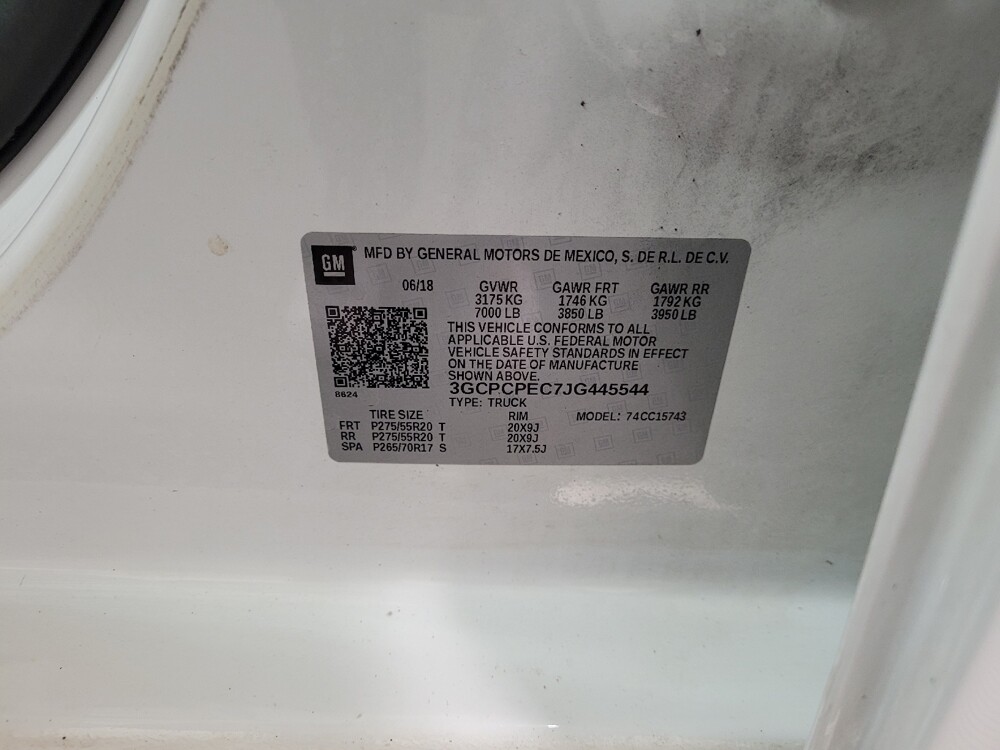 GM MFD BY GENERAL MOTORS DE MEXICO, S. DE R.L. DE C.V.
06/18 GVWR GAWR FRT GAWR RR
3175 KG 1746 KG 1792 KG
7000 LB 3850 LB 3950 LB
THIS VEHICLE CONFORMS TO ALL
APPLICABLE U.S. FEDERAL MOTOR
VEHICLE SAFETY STANDARDS IN EFFECT
ON THE DATE OF MANUFACTURE
SHOWN ABOVE.
3GCPCPEC7JG445544
8624
TYPE: TRUCK
TIRE SIZE RIM MODEL: 74CC15743
FRT P275/55R20 T 20X9J
RR P275/55R20 T 20X9J
SPA P265/70R17 S 17X7.5J